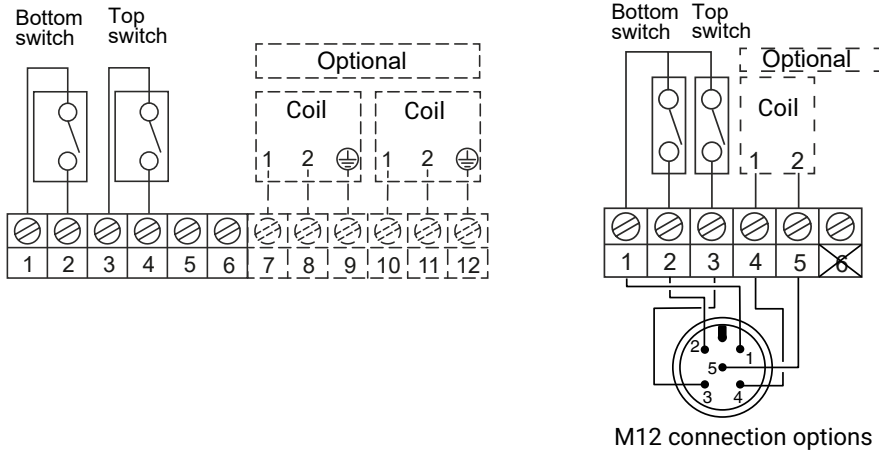 Bottom switch
Top switch
Optional
Coil
Coil
1 2
1 2
1 2 3 4 5 6 7 8 9 10 11 12
Bottom switch
Top switch
Optional
Coil
1 2
1 2 3 4 5 6
2 1
5
3 4
M12 connection options